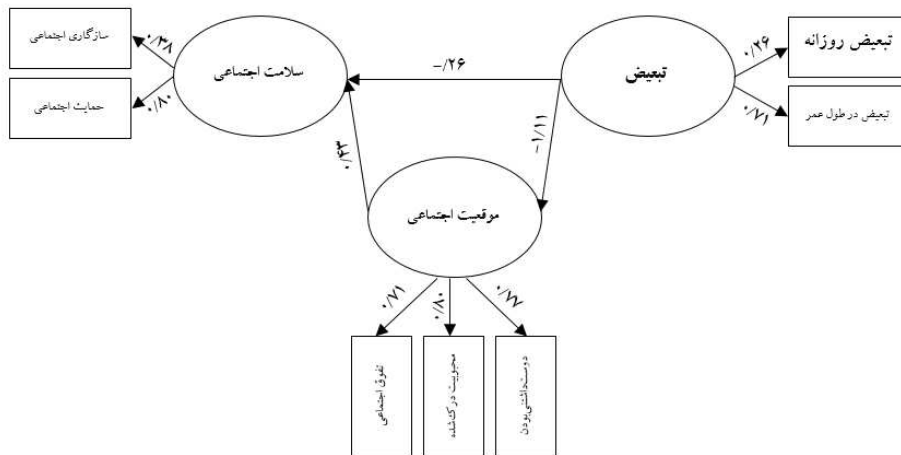 تبعیض روزانه
۰/۲۶
تبعیض
-/۲۶
سلامت اجتماعی
۰/۳۸
سازگاری اجتماعی
تبعیض در طول عمر
۰/۷۱
۰/۸۰
حمایت اجتماعی
-۱/۱۱
۰/۴۳
موقعیت اجتماعی
۰/۷۷
۰/۸۰
۰/۷۱
دوست‌داشتنی‌بودن
محبوبیت درک‌شده
تفوق اجتماعی